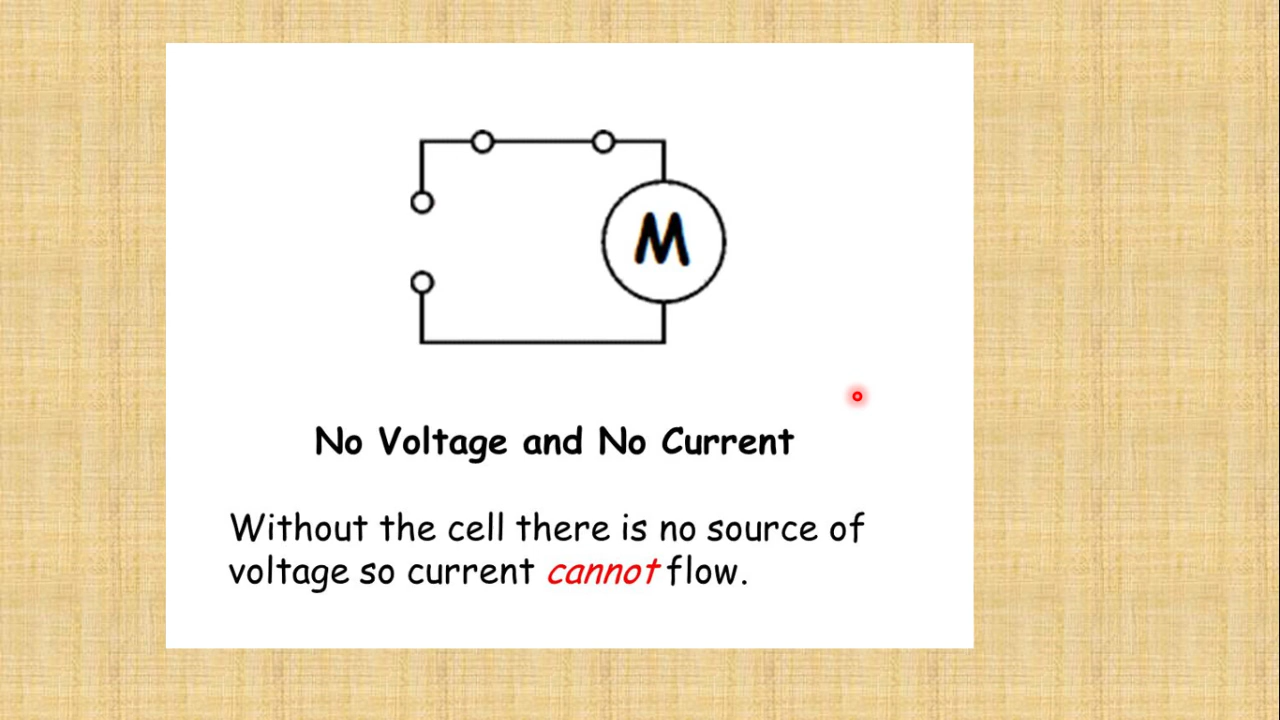 M
No Voltage and No Current
Without the cell there is no source of
voltage so current cannot flow.